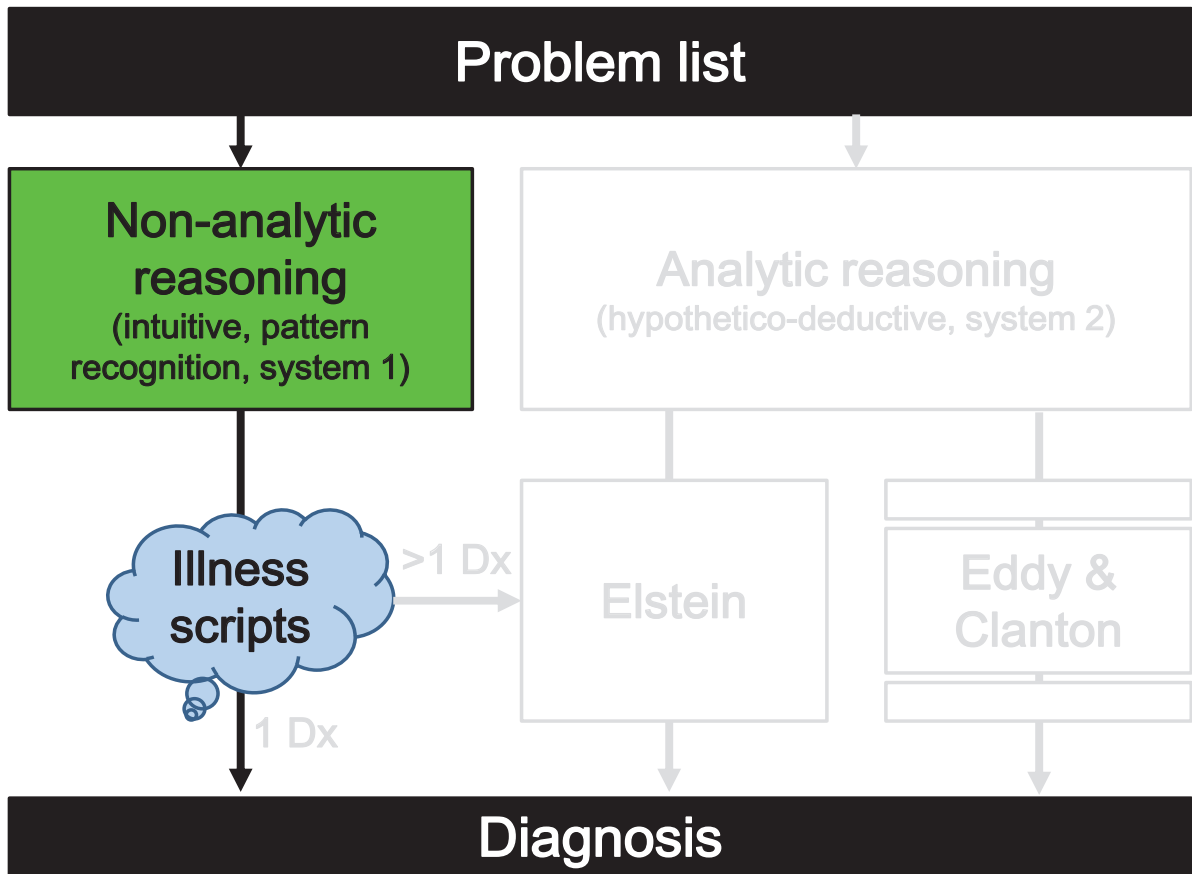 Problem list
Non-analytic
reasoning
(intuitive, pattern
recognition, system 1)
Analytic reasoning
(hypothetico-deductive, system 2)
Illness
scripts
>1 Dx
Elstein
Eddy &
Clanton
1 Dx
Diagnosis